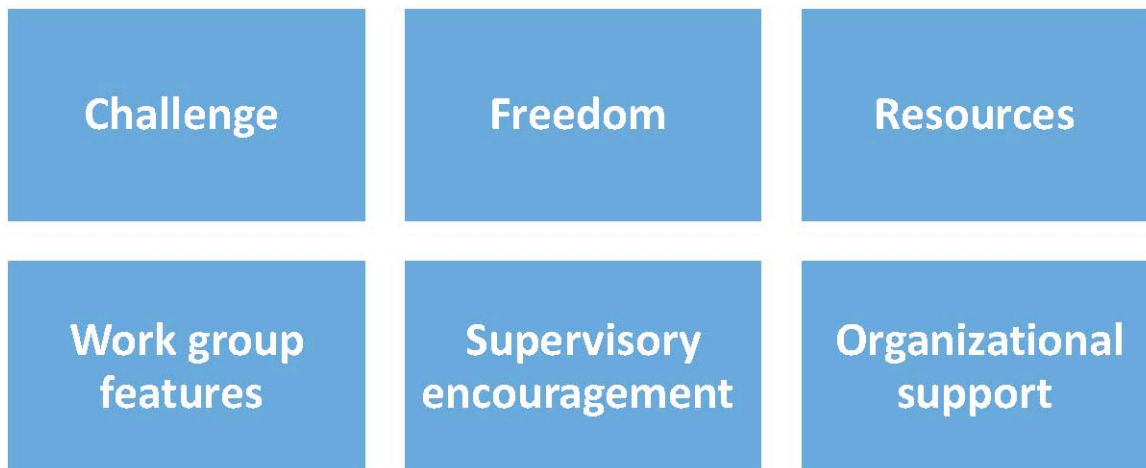 Challenge
Freedom
Resources
Work group
features
Supervisory
encouragement
Organizational
support